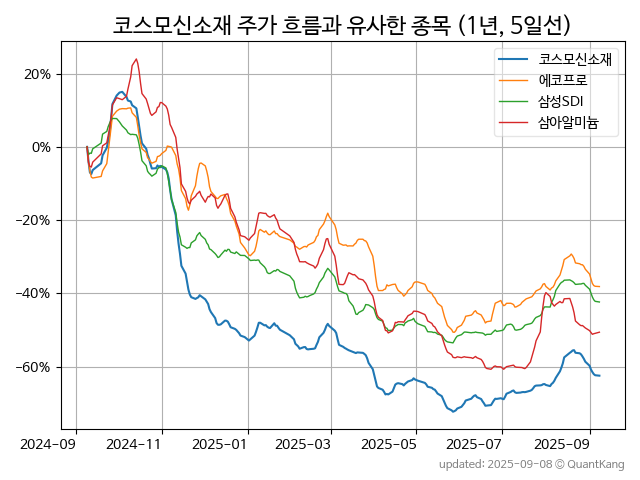 코스모신소재 주가 흐름과 유사한 종목 (1년, 5일선)
코스모신소재
에코프로
삼성SDI
삼아알미늄
20%
0%
−20%
−40%
−60%
2024−09 2024−11 2025−01 2025−03 2025−05 2025−07 2025−09
updated: 2025-09-08 © QuantKang